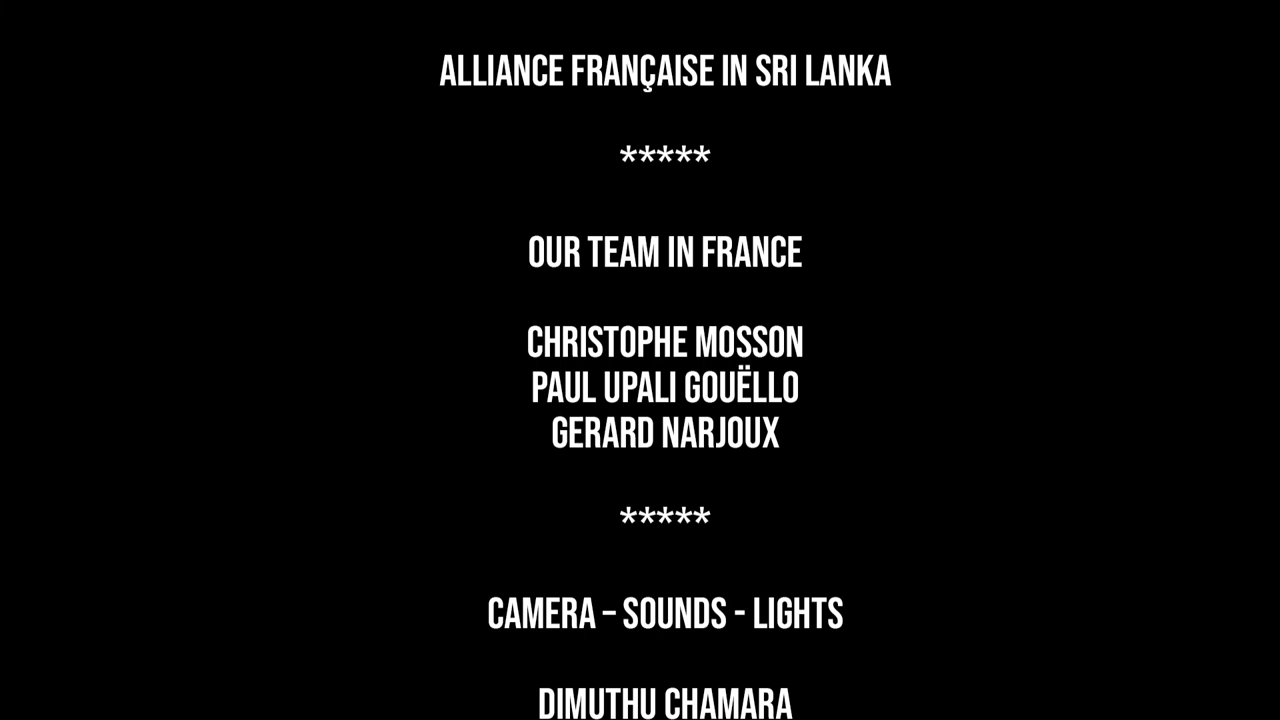 ALLIANCE FRANÇAISE IN SRI LANKA
*****
OUR TEAM IN FRANCE
CHRISTOPHE MOSSON
PAUL UPALI GOUËLLO
GERARD NARJOUX
*****
CAMERA – SOUNDS - LIGHTS
DIMUTHU CHAMARA